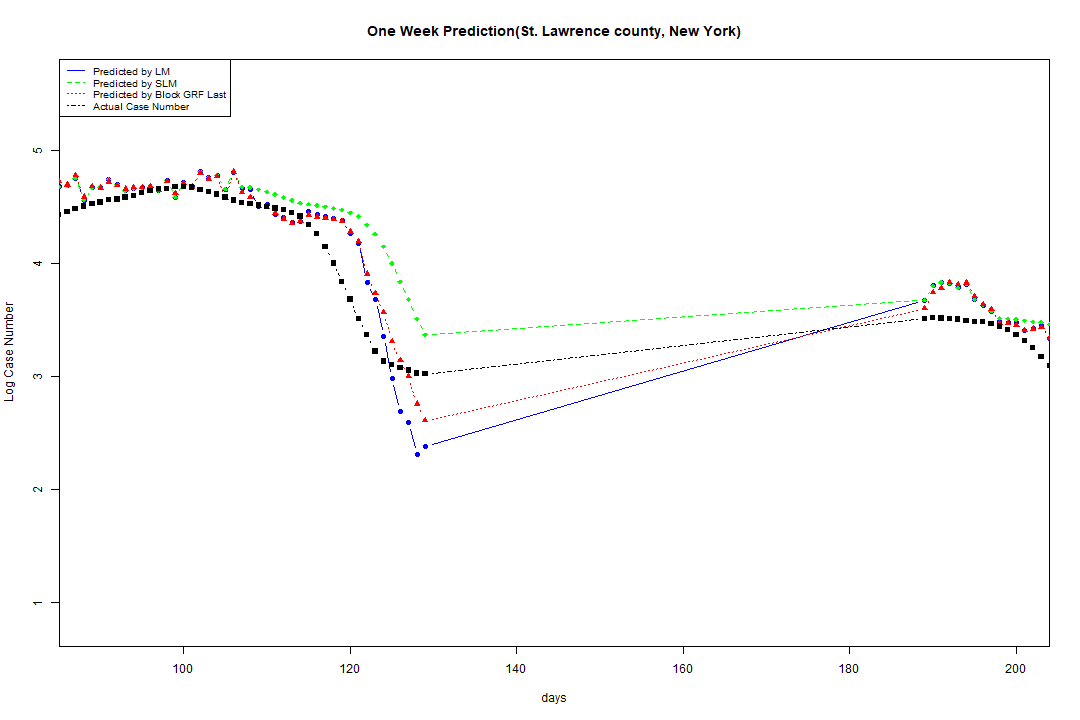 One Week Prediction(St. Lawrence county, New York)
Predicted by LM
Predicted by SLM
Predicted by Block GRF Last
Actual Case Number
5
4
3
2
1
Log Case Number
100 120 140 160 180 200
days